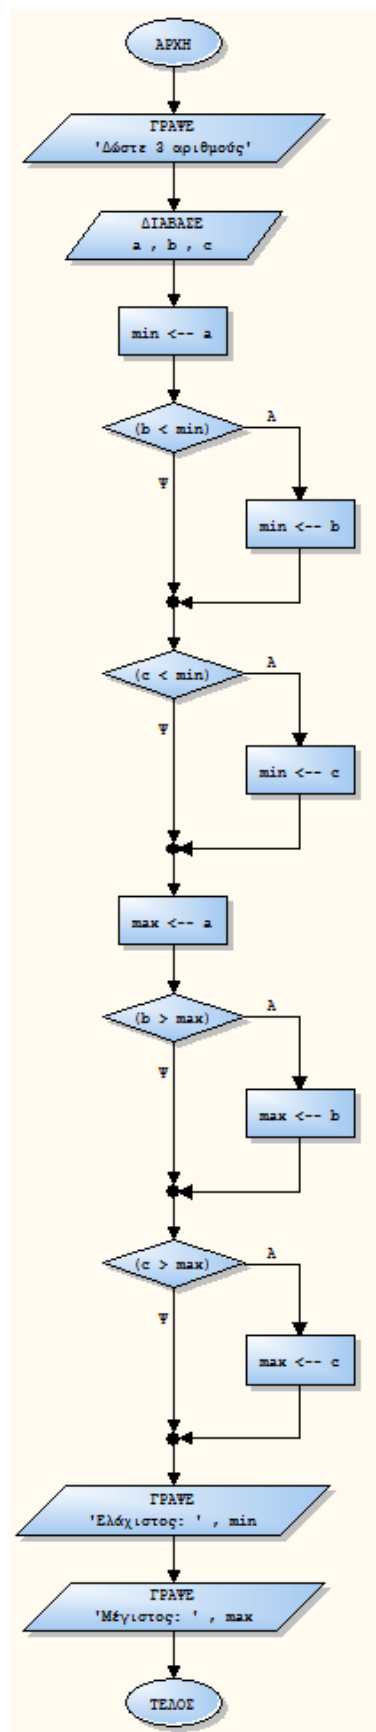 ΑΡΧΗ
ΓΡΑΨΕ
'Δώστε 3 αριθμούς'
ΔΙΑΒΑΣΕ
a , b , c
min <-- a
(b < min)
Α
Ψ
min <-- b
(c < min)
Α
Ψ
min <-- c
max <-- a
(b > max)
Α
Ψ
max <-- b
(c > max)
Α
Ψ
max <-- c
ΓΡΑΨΕ
'Ελάχιστος: ' , min
ΓΡΑΨΕ
'Μέγιστος: ' , max
ΤΕΛΟΣ